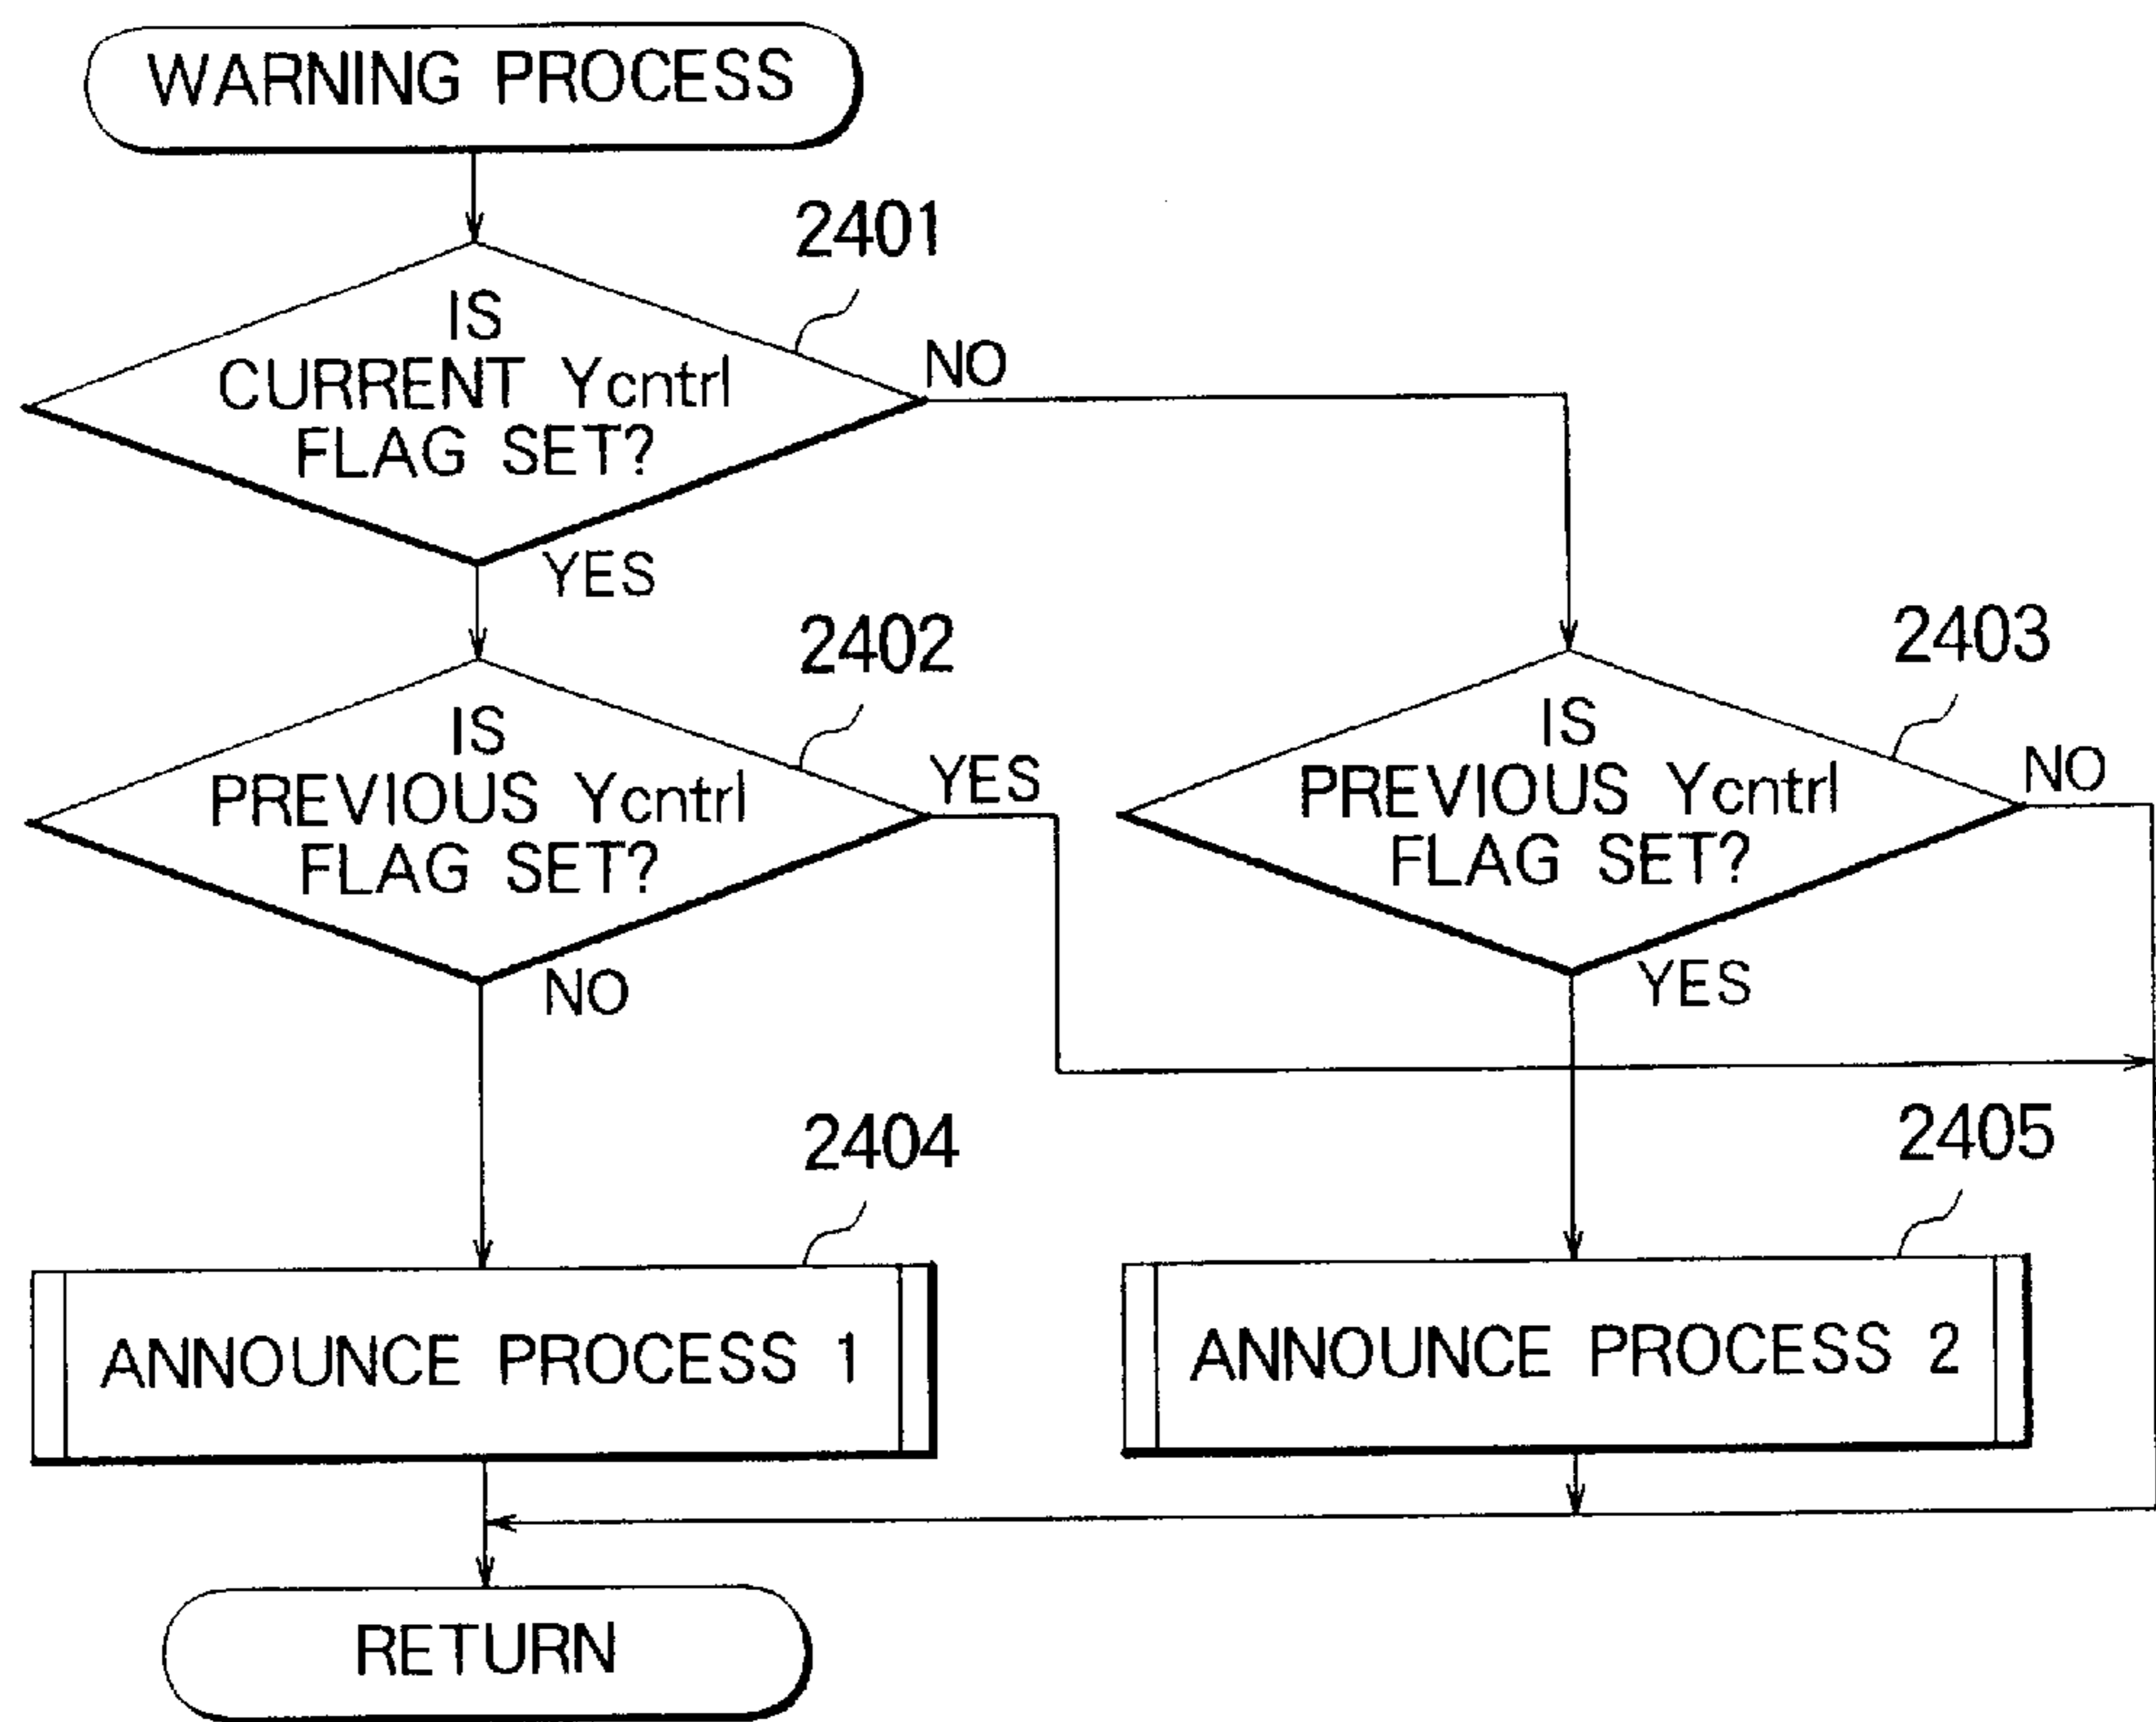 WARNING PROCESS
2401
IS
CURRENT Ycntrl
FLAG SET?
NO
YES
2402
IS
PREVIOUS Ycntrl
FLAG SET?
YES
NO
2403
IS
PREVIOUS Ycntrl
FLAG SET?
NO
YES
2404
ANNOUNCE PROCESS 1
2405
ANNOUNCE PROCESS 2
RETURN